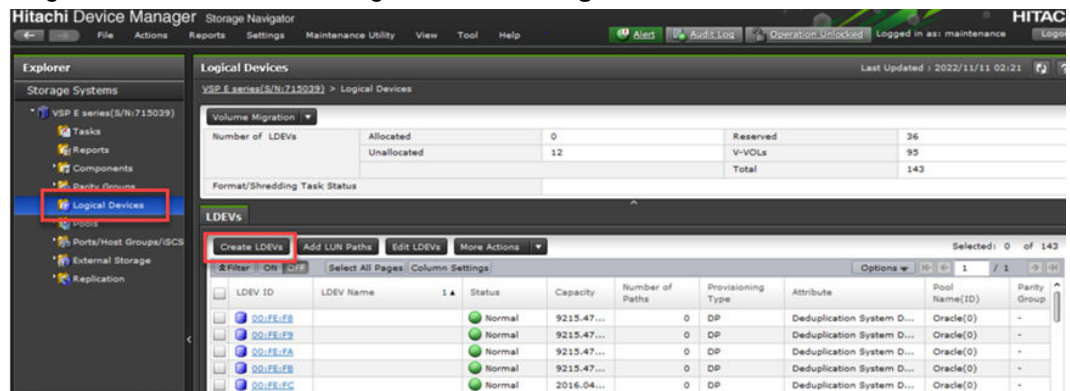 Hitachi Device Manager Storage Navigator
HITAC
File Actions Reports Settings Maintenance Utility View Tool Help
Alert Audit Log Operation Unlocked Logged in as: maintenance Logo
Explorer
Storage Systems
VSP E series(S/N:715039)
Tasks
Reports
Components
Parity Groups
Logical Devices
Pools
Ports/Host Groups/iSCS
External Storage
Replication
Logical Devices
Last Updated : 2022/11/11 02:21
VSP E series(S/N:715039) > Logical Devices
Volume Migration
Number of LDEVs Allocated 0 Reserved 36
Unallocated 12 V-VOLs 95
Total 143
Format/Shredding Task Status
LDEVs
Create LDEVs Add LUN Paths Edit LDEVs More Actions Selected: 0 of 143
Filter ON OFF Select All Pages Column Settings Options 1 / 1
LDEV ID LDEV Name 1 Status Capacity Number of Paths Provisioning Type Attribute Pool Name(ID) Parity Group
00:FE:F8 Normal 9215.47... 0 DP Deduplication System D... Oracle(0) -
00:FE:F9 Normal 9215.47... 0 DP Deduplication System D... Oracle(0) -
00:FE:FA Normal 9215.47... 0 DP Deduplication System D... Oracle(0) -
00:FE:FB Normal 9215.47... 0 DP Deduplication System D... Oracle(0) -
00:FE:FC Normal 2016.04... 0 DP Deduplication System D... Oracle(0) -